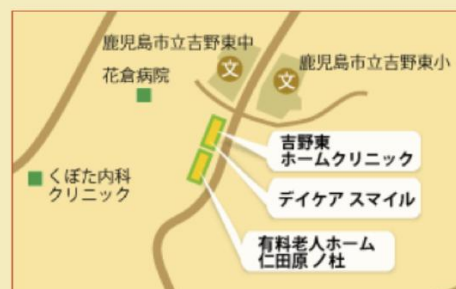 鹿児島市立吉野東中
鹿児島市立吉野東小
花倉病院
文
文
吉野東
ホームクリニック
くぼた内科
クリニック
デイケア スマイル
有料老人ホーム
仁田原ノ杜